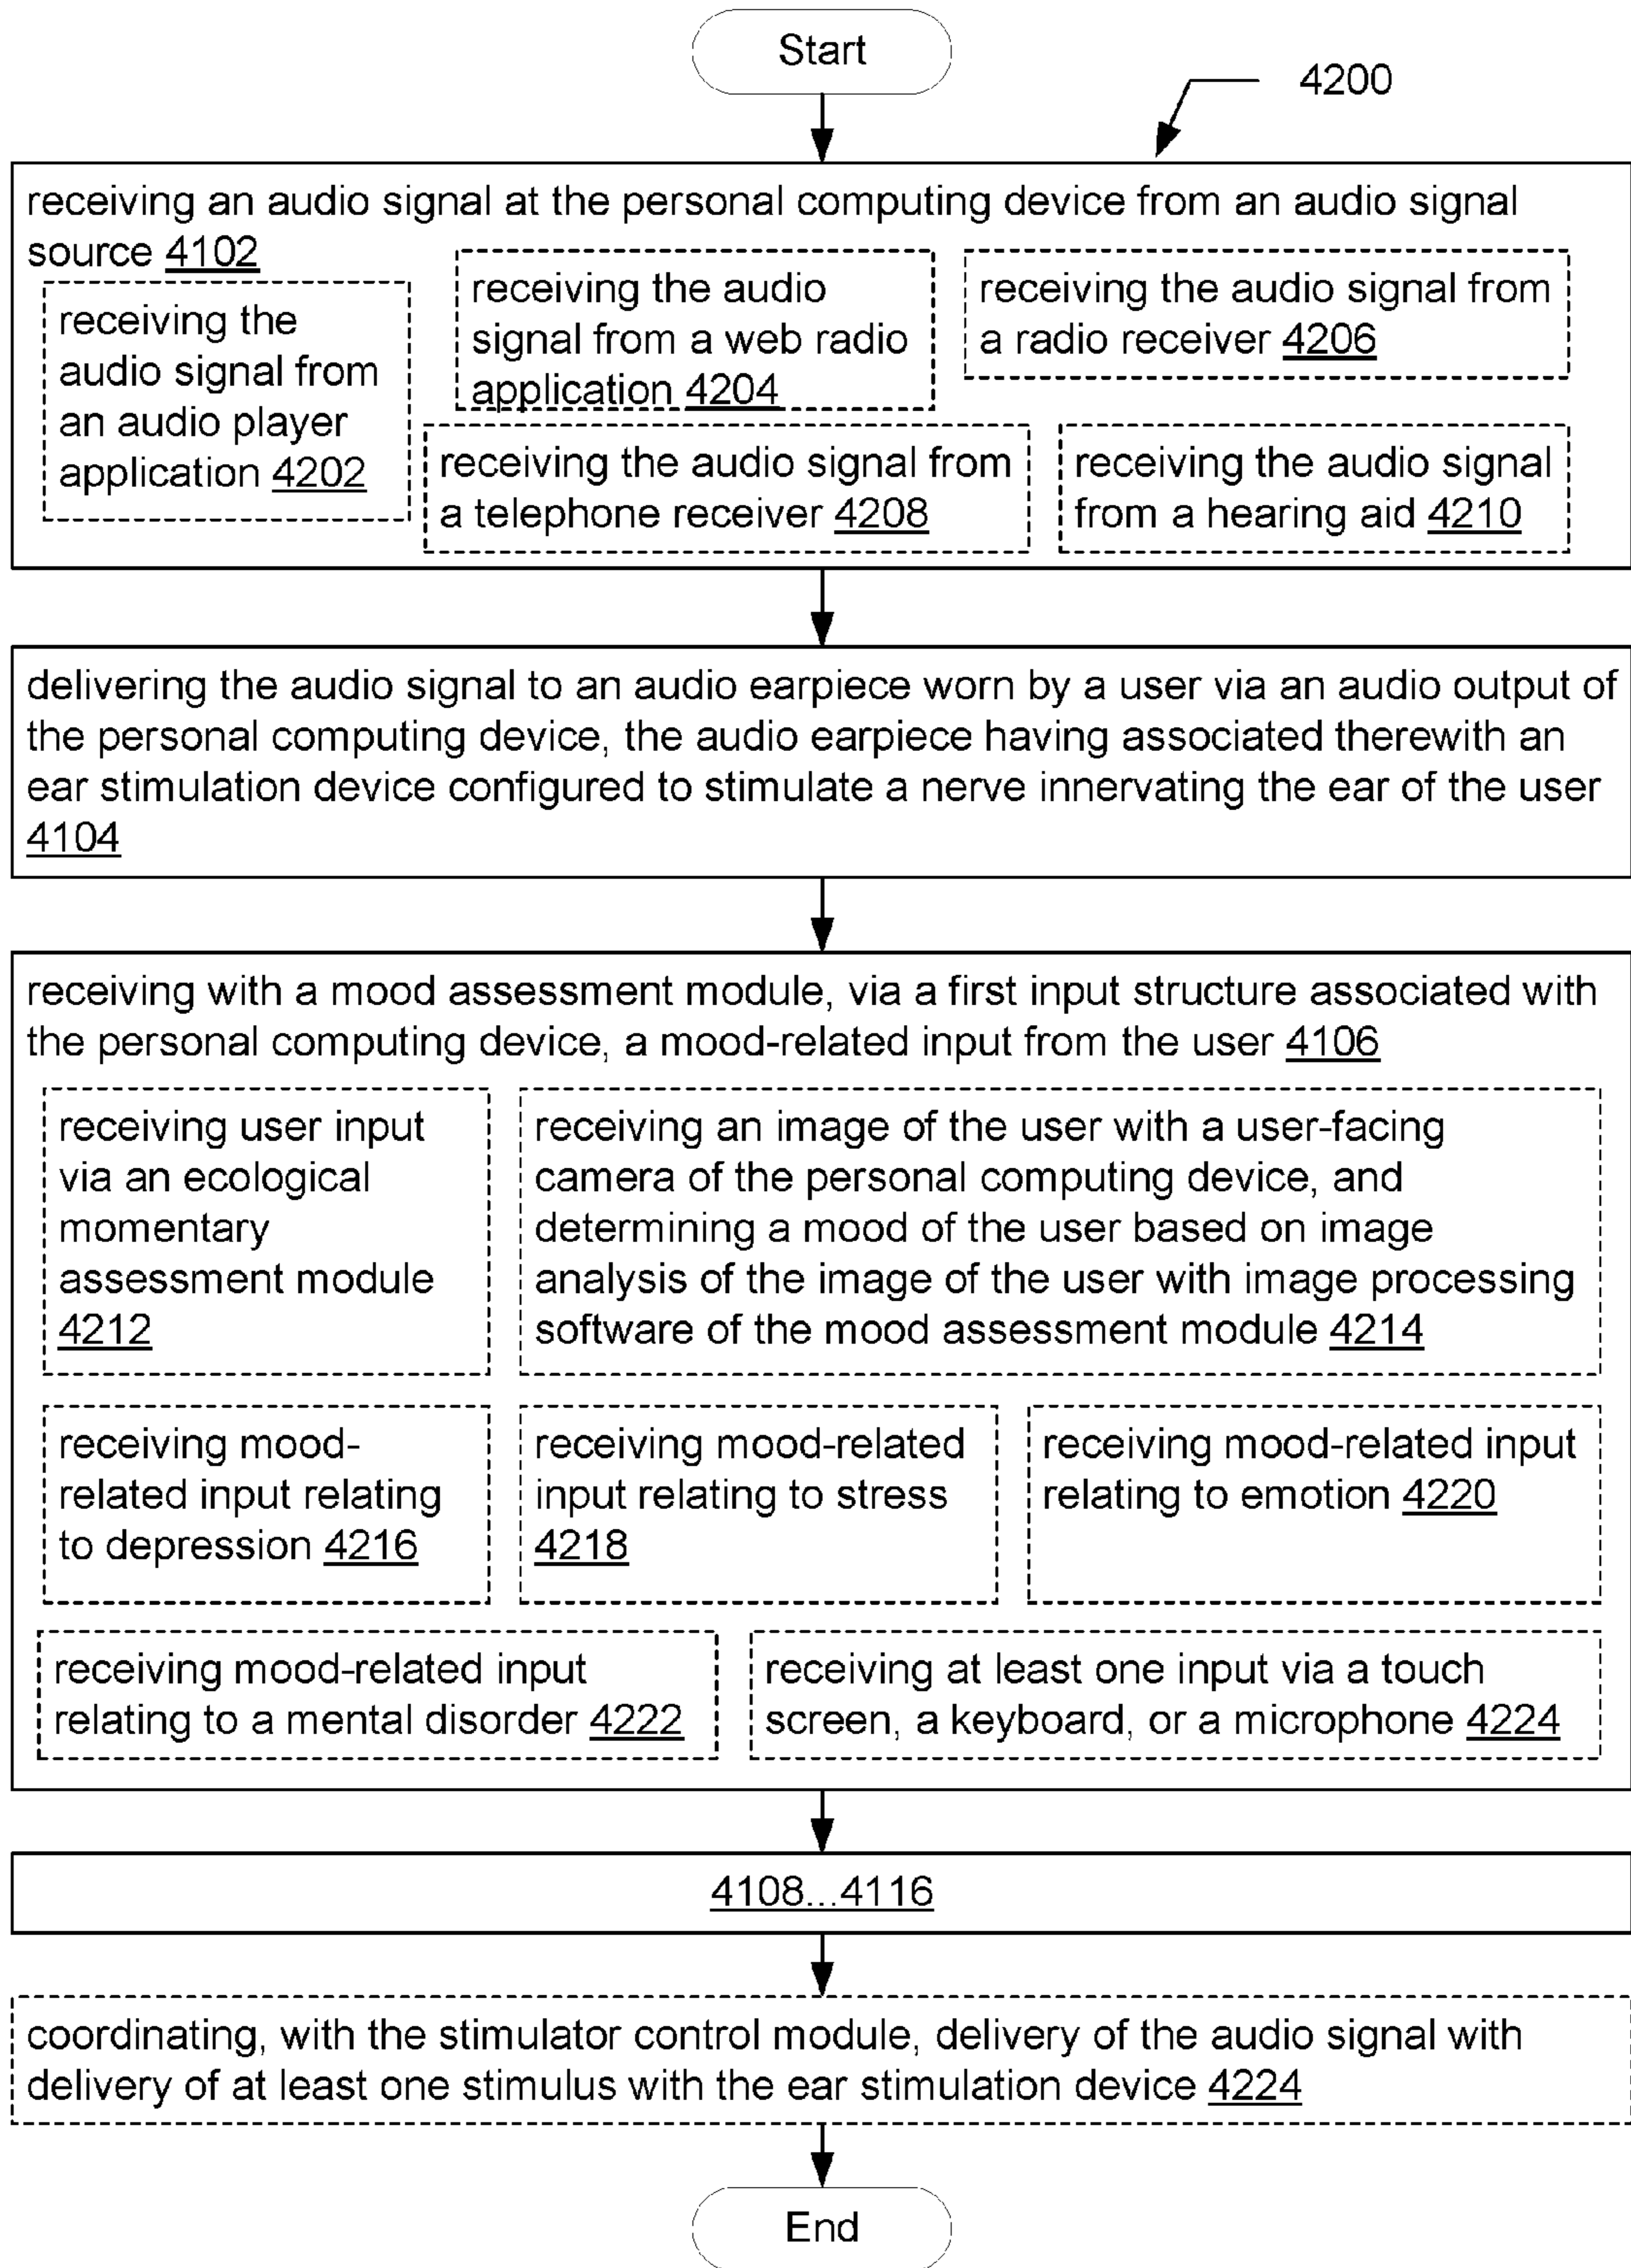 Start
4200
receiving an audio signal at the personal computing device from an audio signal
source 4102
receiving the
audio signal from
an audio player
application 4202
receiving the audio
signal from a web radio
application 4204
receiving the audio signal from
a radio receiver 4206
receiving the audio signal from
a telephone receiver 4208
receiving the audio signal
from a hearing aid 4210
delivering the audio signal to an audio earpiece worn by a user via an audio output of
the personal computing device, the audio earpiece having associated therewith an
ear stimulation device configured to stimulate a nerve innervating the ear of the user
4104
receiving with a mood assessment module, via a first input structure associated with
the personal computing device, a mood-related input from the user 4106
receiving user input
via an ecological
momentary
assessment module
4212
receiving an image of the user with a user-facing
camera of the personal computing device, and
determining a mood of the user based on image
analysis of the image of the user with image processing
software of the mood assessment module 4214
receiving mood-
related input relating
to depression 4216
receiving mood-related
input relating to stress
4218
receiving mood-related input
relating to emotion 4220
receiving mood-related input
relating to a mental disorder 4222
receiving at least one input via a touch
screen, a keyboard, or a microphone 4224
4108...4116
coordinating, with the stimulator control module, delivery of the audio signal with
delivery of at least one stimulus with the ear stimulation device 4224
End